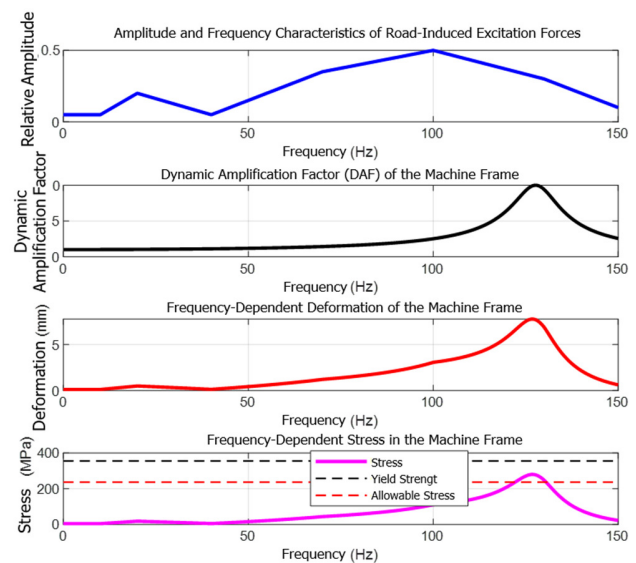 Amplitude and Frequency Characteristics of Road-Induced Excitation Forces
Relative Amplitude
0.5
0
0
50
100
150
Frequency (Hz)
Dynamic Amplification Factor (DAF) of the Machine Frame
Dynamic
Amplification Factor
0
5
0
0
50
100
150
Frequency (Hz)
Frequency-Dependent Deformation of the Machine Frame
Deformation (mm)
5
0
0
50
100
150
Frequency (Hz)
Frequency-Dependent Stress in the Machine Frame
Stress (MPa)
400
200
0
0
50
100
150
Stress
Yield Strengt
Allowable Stress
Frequency (Hz)